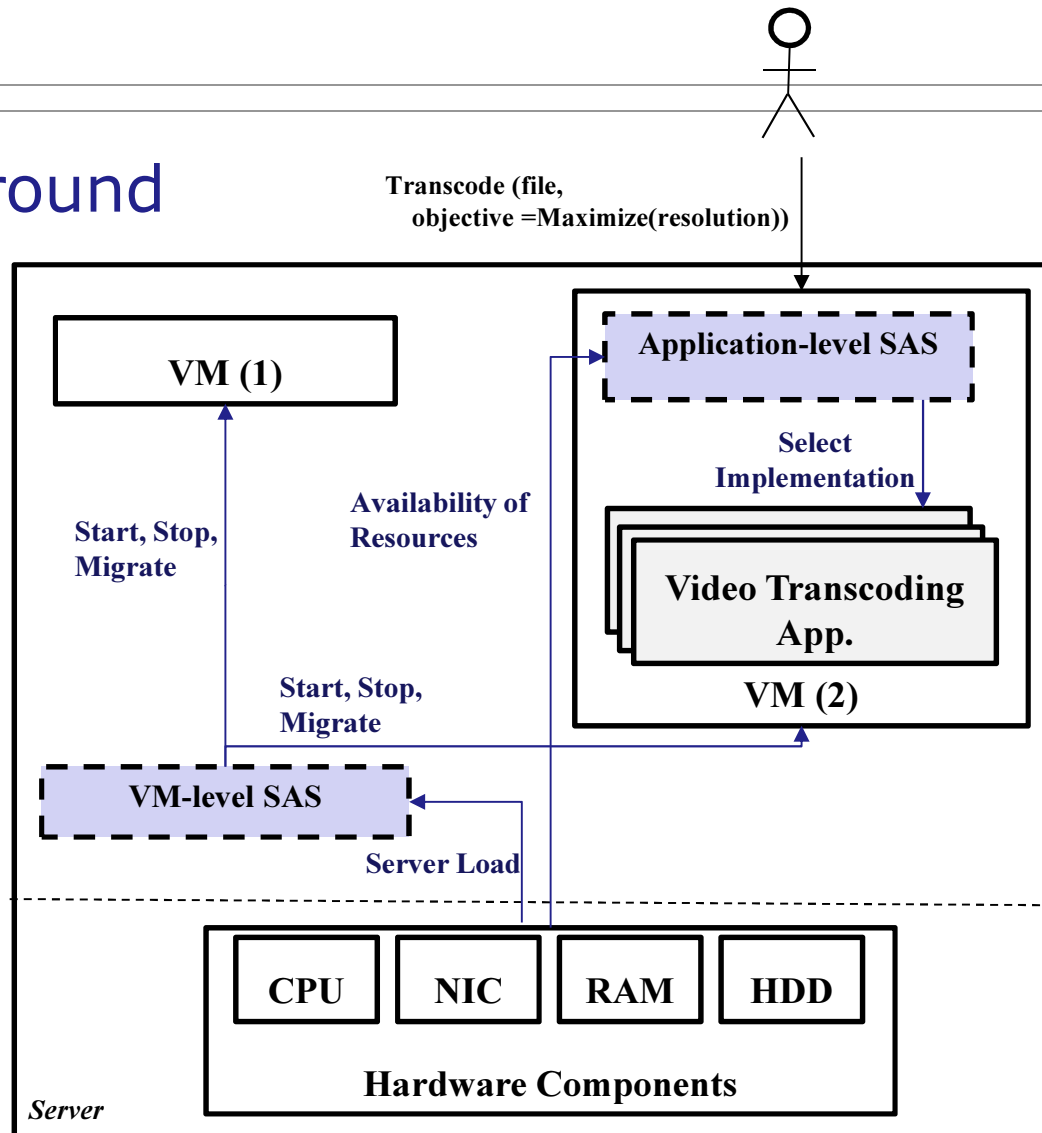 round
Transcode (file,
objective =Maximize(resolution))
VM (1)
Application-level SAS
Select
Implementation
Availability of
Resources
Start, Stop,
Migrate
Video Transcoding
App.
VM (2)
Start, Stop,
Migrate
VM-level SAS
Server Load
CPU
NIC
RAM
HDD
Hardware Components
Server